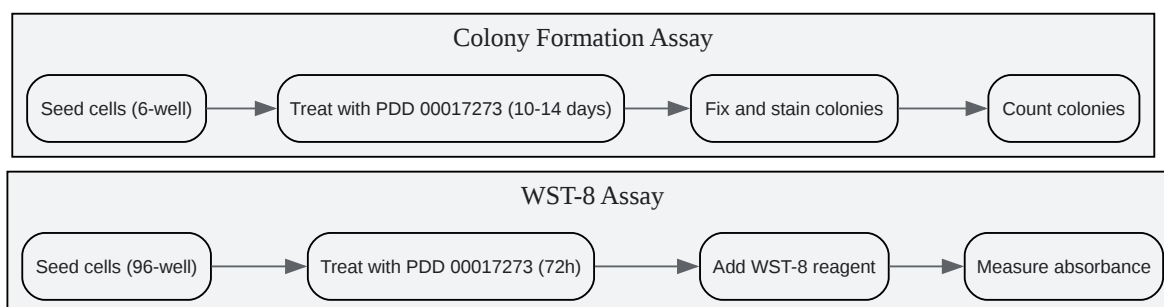 Colony Formation Assay
Seed cells (6-well)
Treat with PDD 00017273 (10-14 days)
Fix and stain colonies
Count colonies
WST-8 Assay
Seed cells (96-well)
Treat with PDD 00017273 (72h)
Add WST-8 reagent
Measure absorbance